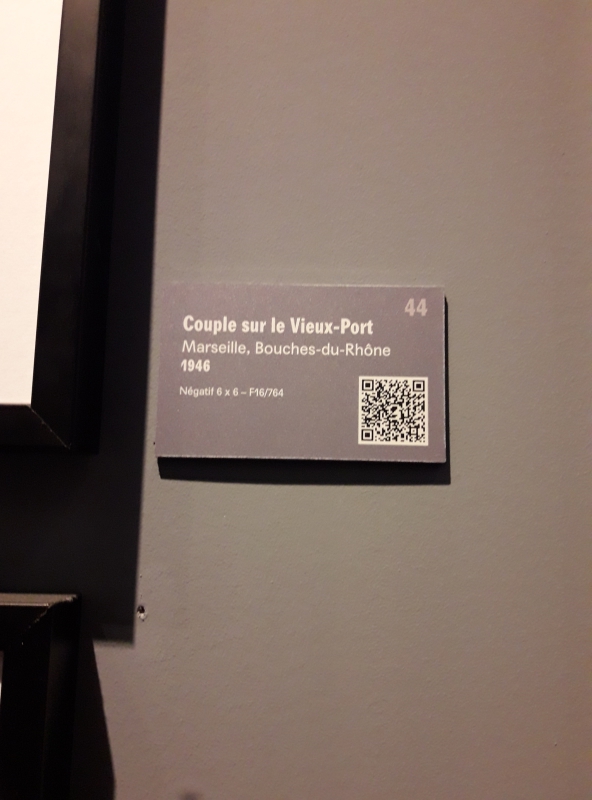 44
Couple sur le Vieux-Port
Marseille, Bouches-du-Rhône
1946
Négatif 6 x 6 – F16/764